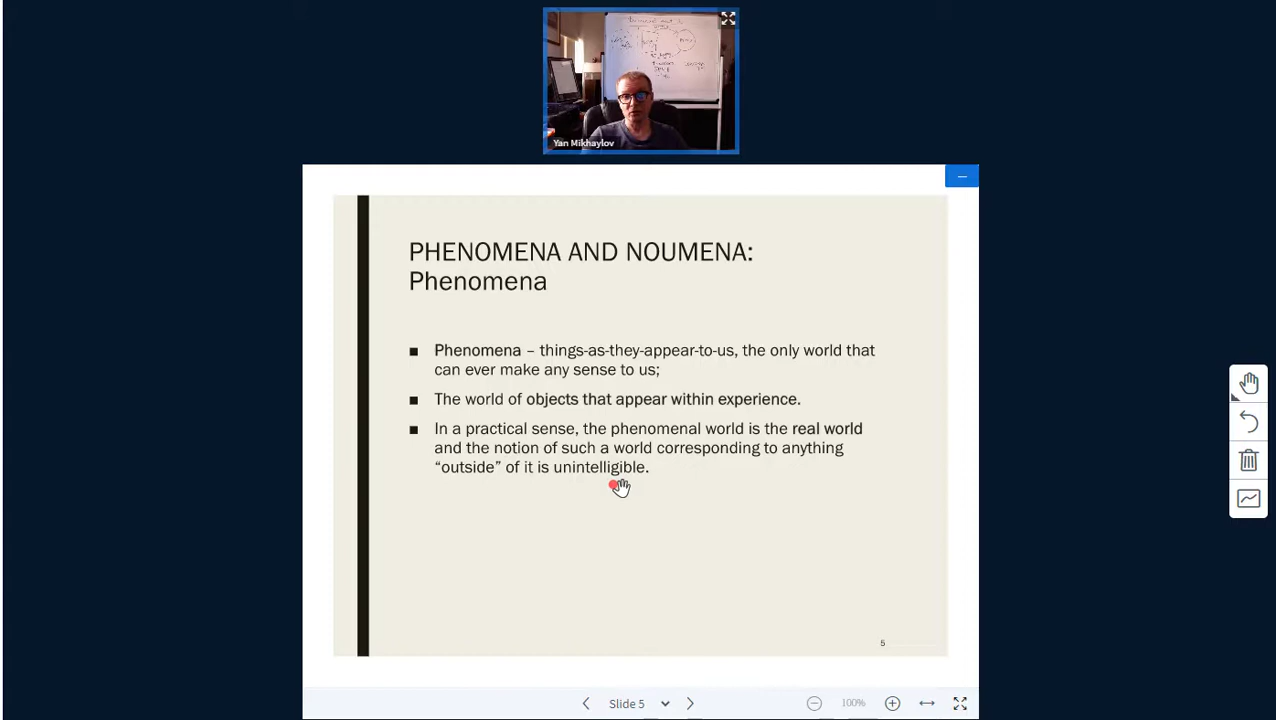 Yan Mikhaylov
PHENOMENA AND NOUMENA:
Phenomena
■ Phenomena – things-as-they-appear-to-us, the only world that
can ever make any sense to us;
■ The world of objects that appear within experience.
■ In a practical sense, the phenomenal world is the real world
and the notion of such a world corresponding to anything
“outside” of it is unintelligible.
5
Slide 5
100%